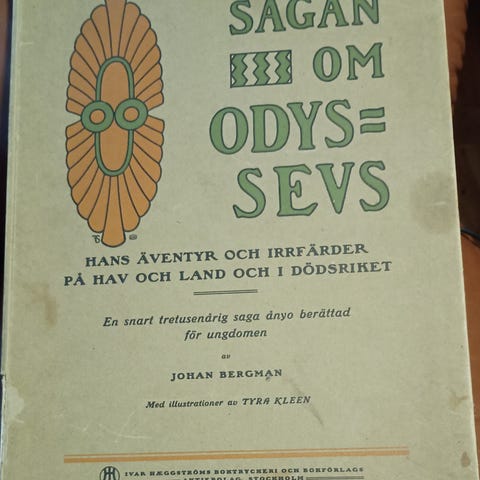 SAGAN
OM
ODYS=
SEVS
HANS ÄVENTYR OCH IRRFÄRDER
PÅ HAV OCH LAND OCH I DÖDSRIKET
En snart tretusenårig saga ånyo berättad
för ungdomen
av
JOHAN BERGMAN
Med illustrationer av TYRA KLEEN
IVAR HÆGGSTRÖMS BOKTRYCKERI OCH BOKFÖRLAGS
AKTIEBOLAG, STOCKHOLM